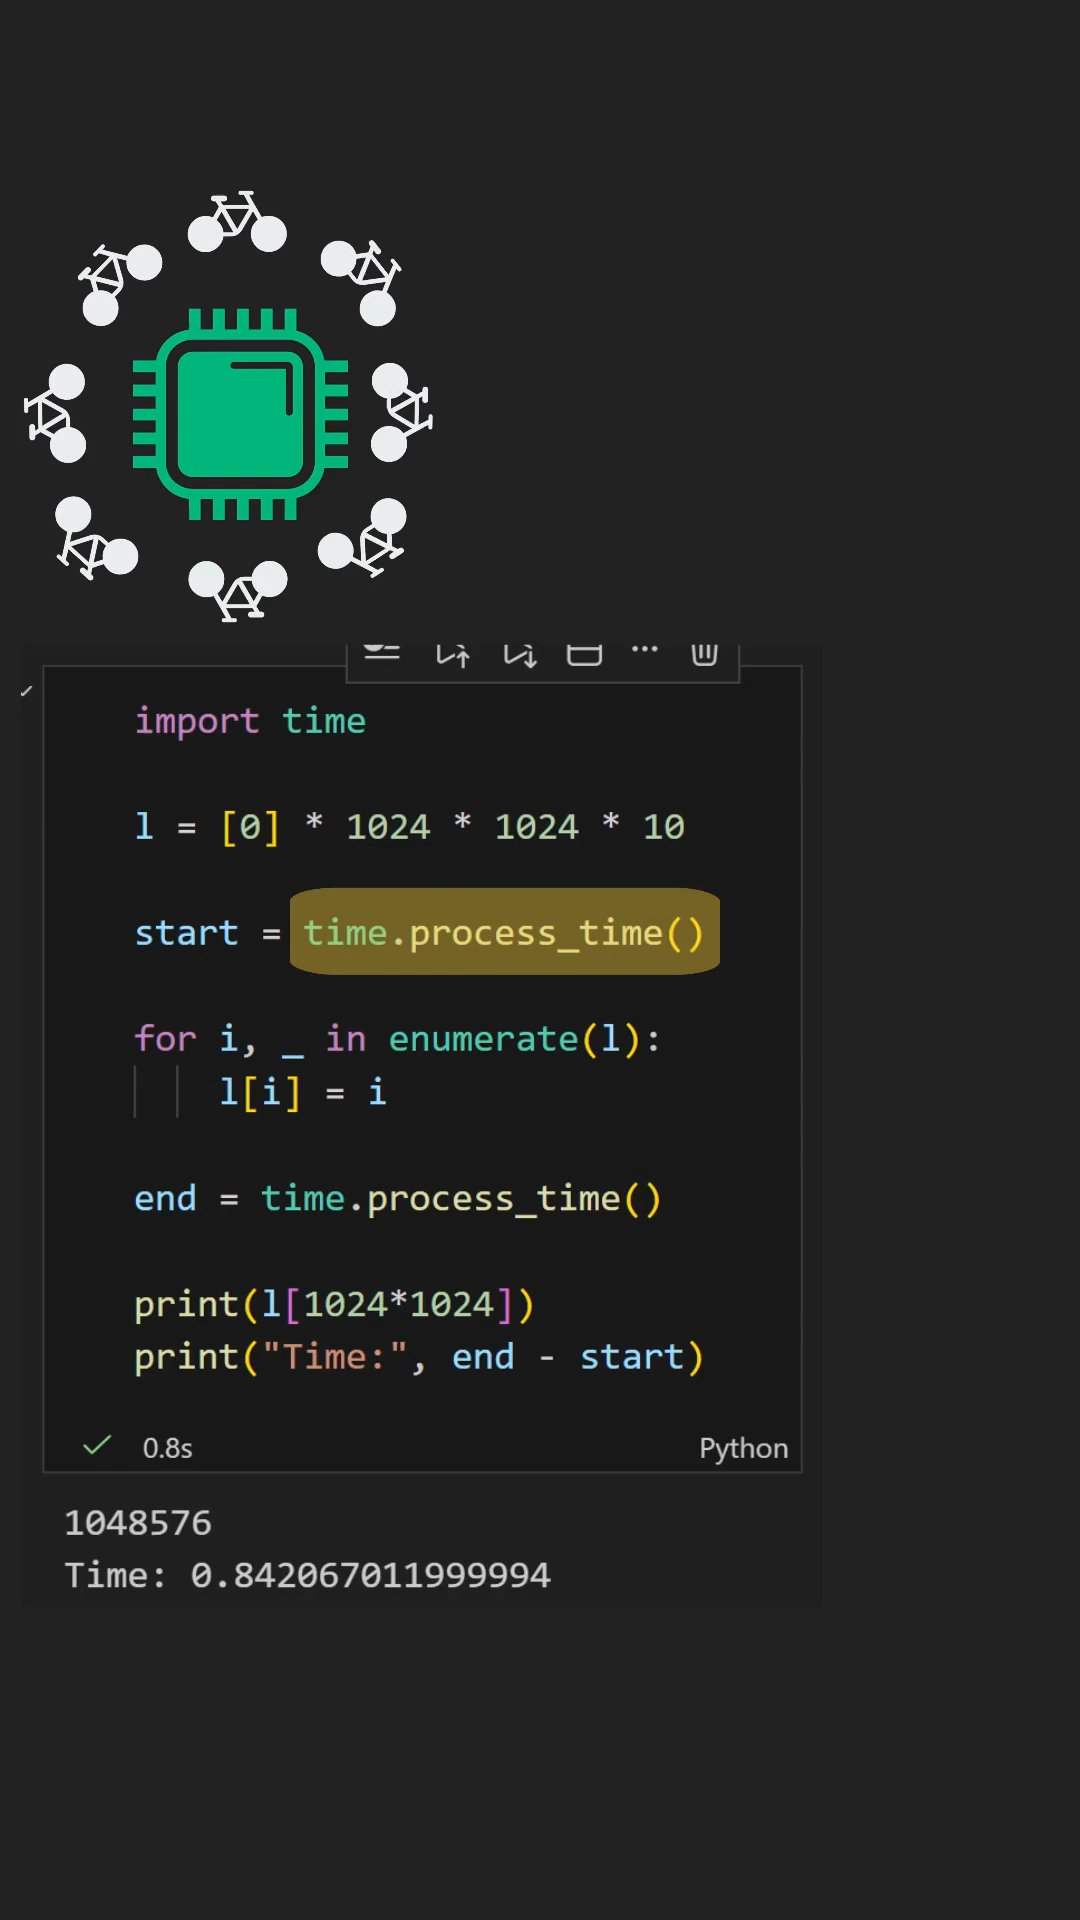 import time
l = [0] * 1024 * 1024 * 10
start = time.process_time()
for i, _ in enumerate(l):
    l[i] = i
end = time.process_time()
print(l[1024*1024])
print("Time:", end - start)
0.8s
Python
1048576
Time: 0.842067011999994